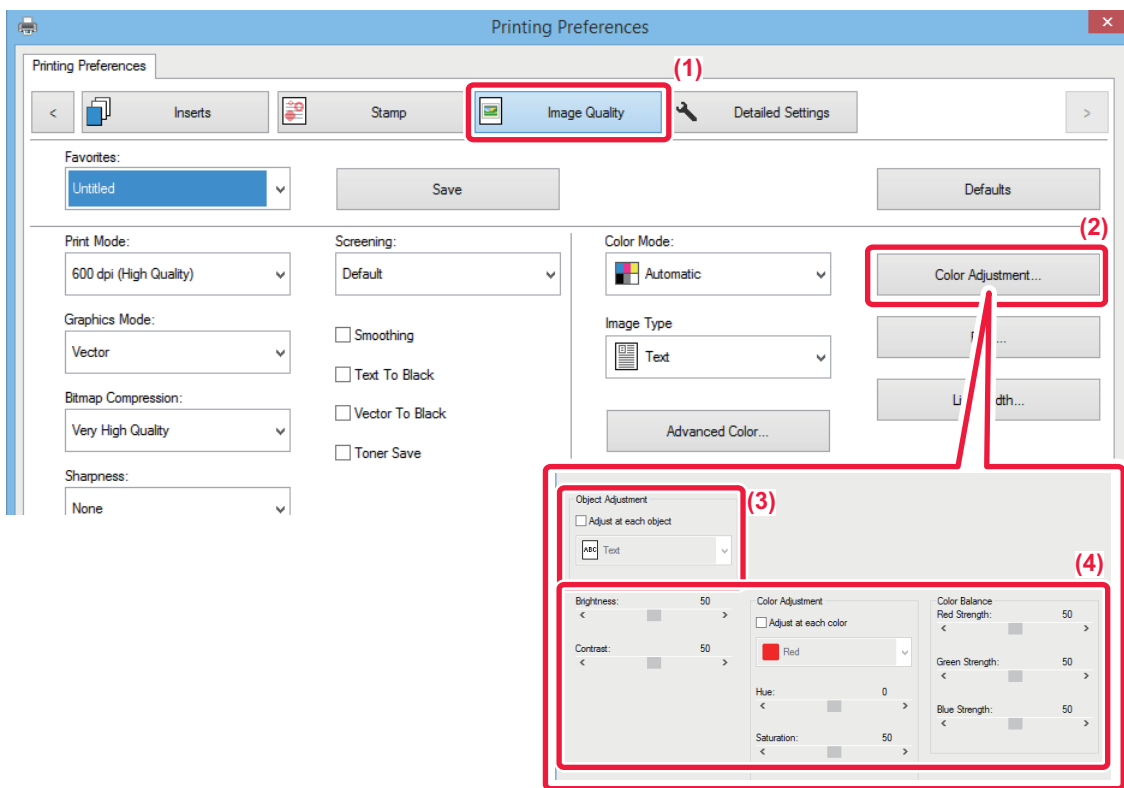 Printing Preferences
Printing Preferences
(1)
< Inserts Stamp Image Quality Detailed Settings >
Favorites:
Untitled Save Defaults
(2)
Print Mode: Screening: Color Mode:
600 dpi (High Quality) Default Automatic Color Adjustment...
Graphics Mode: Smoothing Image Type
Vector Text
Text To Black
Bitmap Compression: Vector To Black
Very High Quality Advanced Color...
Toner Save
Sharpness:
None
(3)
Object Adjustment
Adjust at each object
ABC Text
(4)
Brightness: 50 Color Adjustment Color Balance
< > Adjust at each color Red Strength: 50
< >
Contrast: 50 Red
< > Green Strength: 50
< >
Hue: 0
< > Blue Strength: 50
< >
Saturation: 50
< >